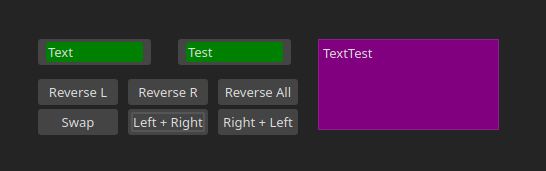 Text
Test
TextTest
Reverse L
Reverse R
Reverse All
Swap
Left + Right
Right + Left